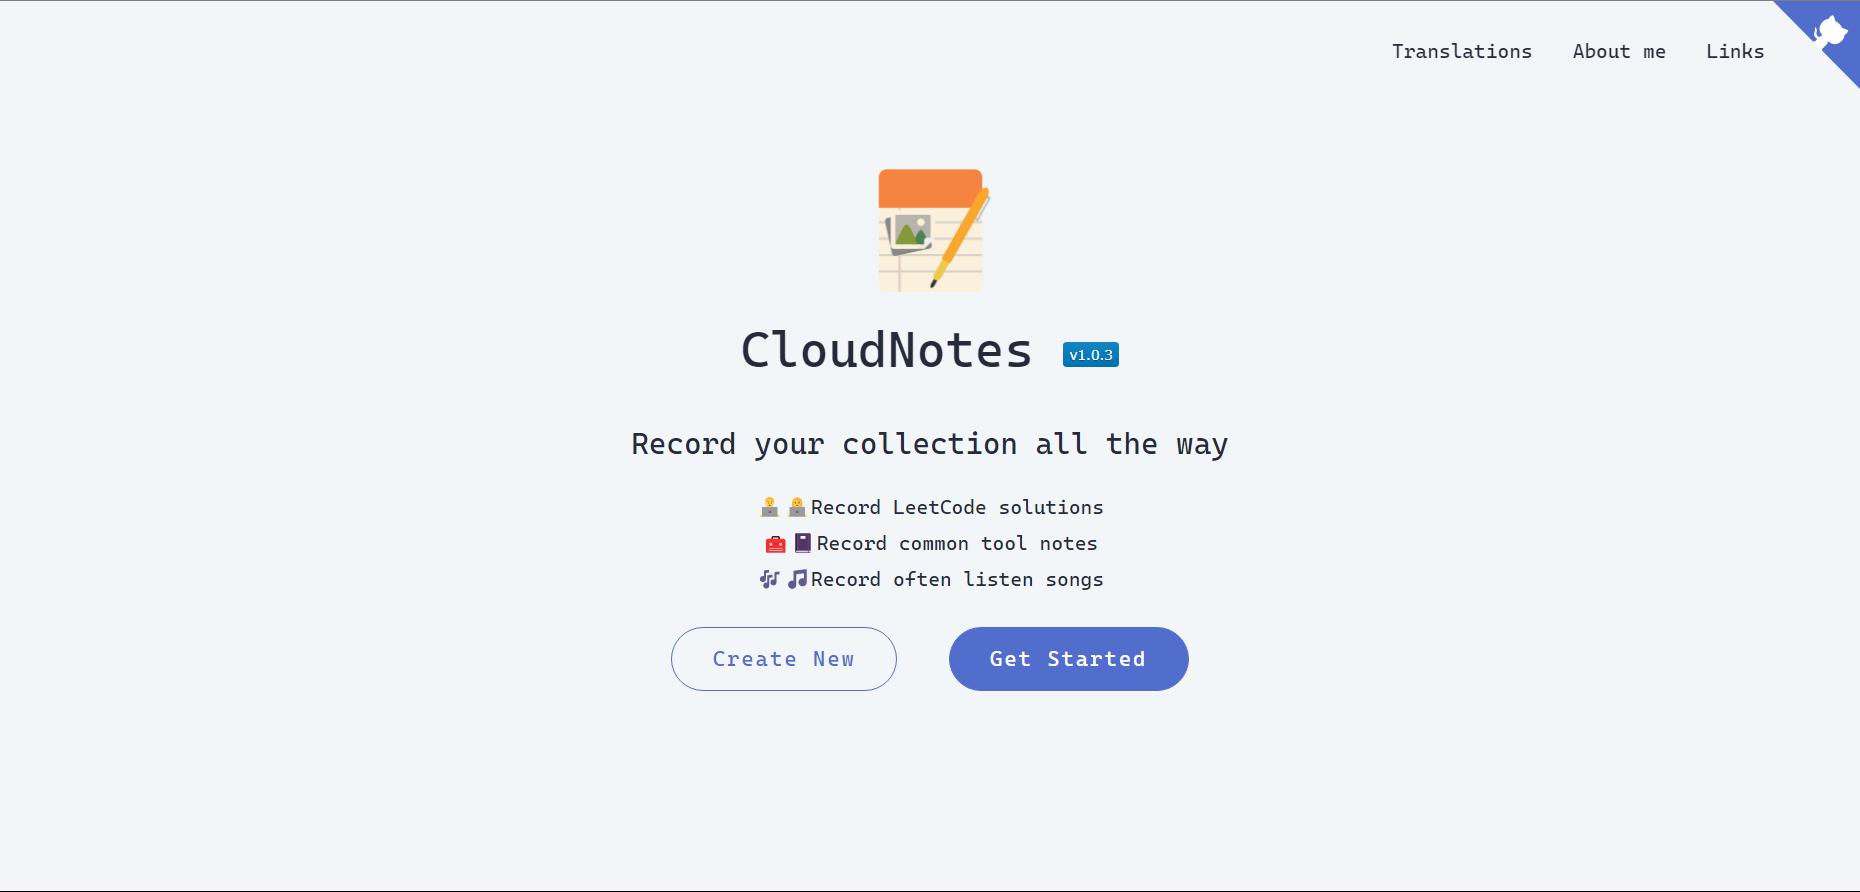 Translations About me Links
CloudNotes v1.0.3
Record your collection all the way
Record LeetCode solutions
Record common tool notes
Record often listen songs
Create New Get Started